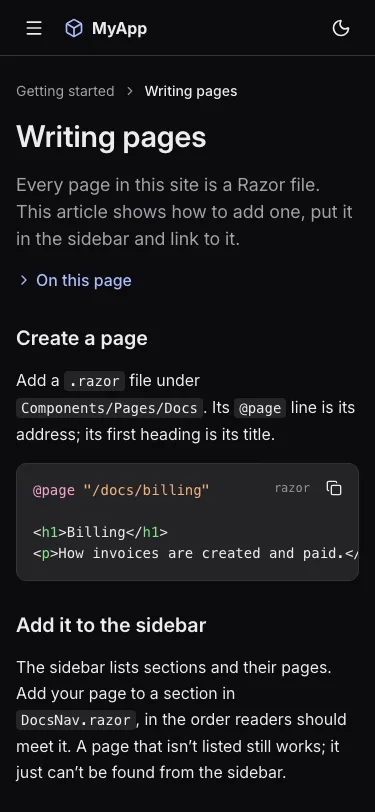 MyApp
Getting started > Writing pages
Writing pages
Every page in this site is a Razor file.
This article shows how to add one, put it
in the sidebar and link to it.
On this page
Create a page
Add a .razor file under
Components/Pages/Docs. Its @page line is its
address; its first heading is its title.
@page "/docs/billing"
razor
<h1>Billing</h1>
<p>How invoices are created and paid.</
Add it to the sidebar
The sidebar lists sections and their pages.
Add your page to a section in
DocsNav.razor, in the order readers should
meet it. A page that isn’t listed still works; it
just can’t be found from the sidebar.